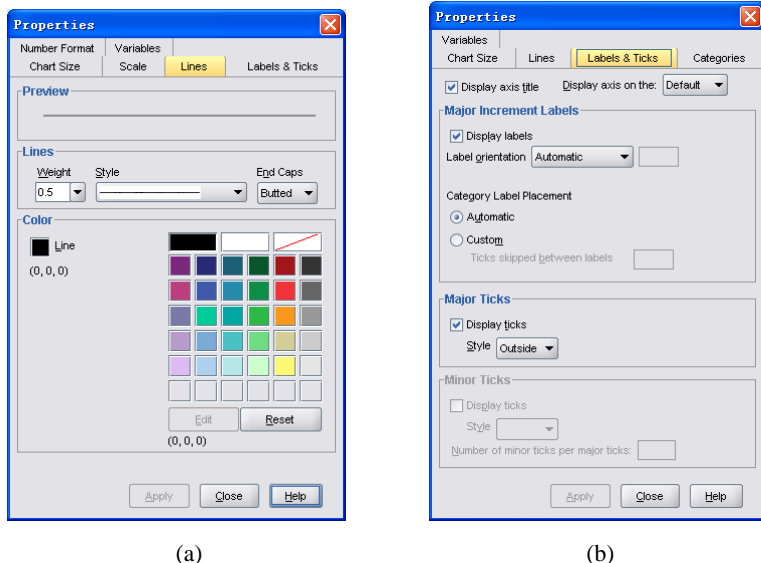 Properties
Number Format Variables
Chart Size Scale Lines Labels & Ticks
Preview
Lines
Weight Style End Caps
0.5 Butted
Color
Line
(0, 0, 0)
Edit Reset
(0, 0, 0)
Apply Close Help
(a)
Properties
Variables
Chart Size Lines Labels & Ticks Categories
Display axis title Display axis on the: Default
Major Increment Labels
Display labels
Label orientation Automatic
Category Label Placement
Automatic
Custom
Ticks skipped between labels
Major Ticks
Display ticks
Style Outside
Minor Ticks
Display ticks
Style
Number of minor ticks per major ticks:
Apply Close Help
(b)